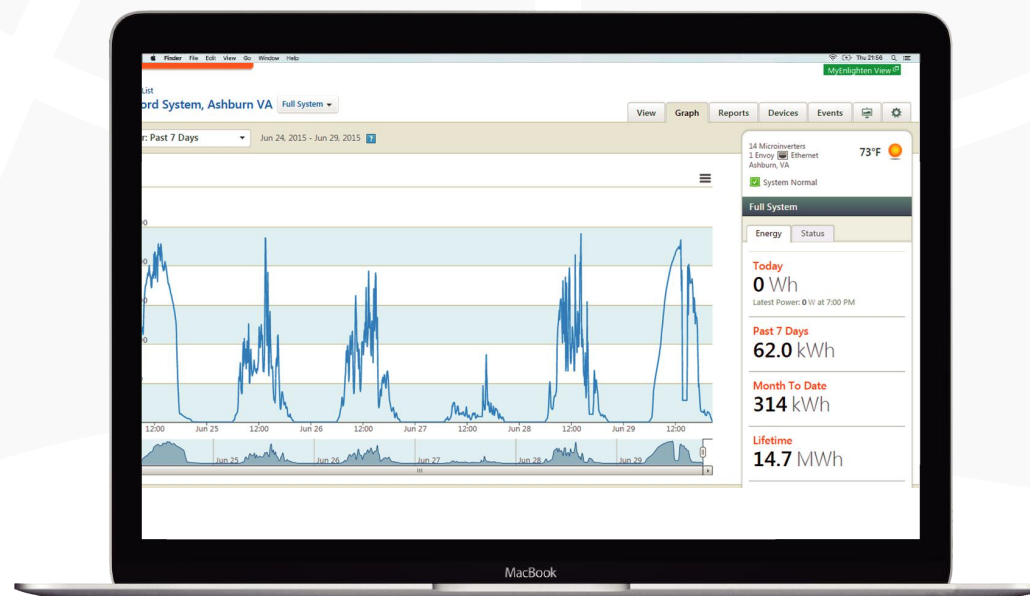 Finder File Edit View Go Window Help
Thu 21:56
MyEnlighten View
List
ord System, Ashburn VA
Full System
View Graph Reports Devices Events
r: Past 7 Days
Jun 24, 2015 - Jun 29, 2015 ?
14 Microinverters
1 Envoy Ethernet
Ashburn, VA
73°F
System Normal
Full System
Energy Status
Today
0 Wh
Latest Power: 0 W at 7:00 PM
Past 7 Days
62.0 kWh
Month To Date
314 kWh
Lifetime
14.7 MWh
12:00 Jun 25 12:00 Jun 26 12:00 Jun 27 12:00 Jun 28 12:00 Jun 29 12:00
Jun 25 Jun 26 Jun 27 Jun 28 Jun 29
MacBook